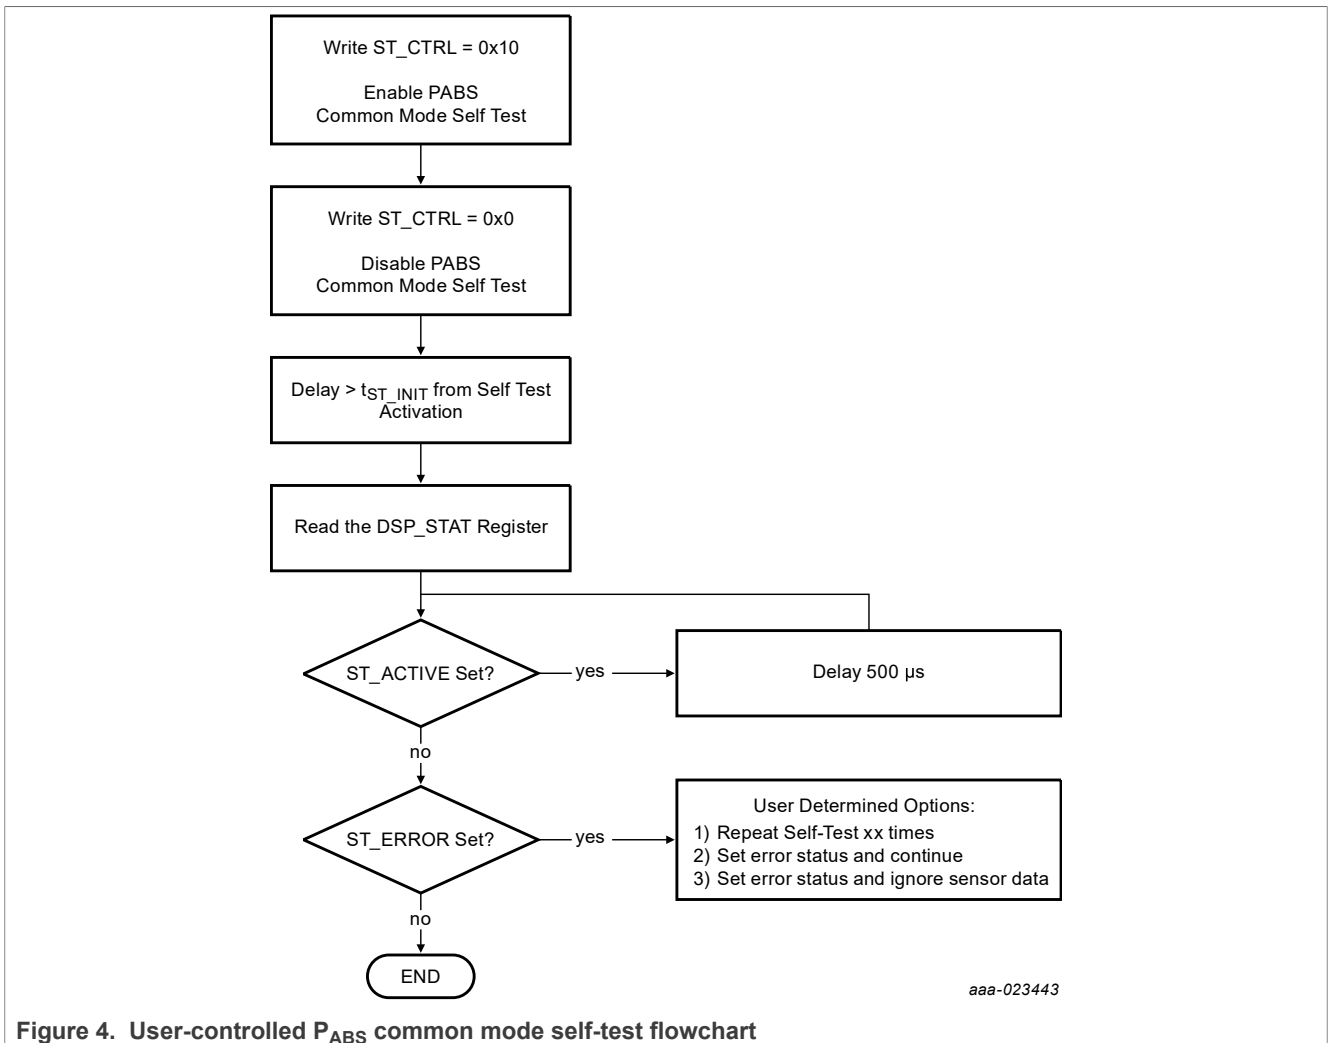 Write ST_CTRL = 0x10
Enable PABS
Common Mode Self Test
Write ST_CTRL = 0x0
Disable PABS
Common Mode Self Test
Delay > tST_INIT from Self Test
Activation
Read the DSP_STAT Register
ST_ACTIVE Set?
yes
Delay 500 µs
no
ST_ERROR Set?
yes
User Determined Options:
1) Repeat Self-Test xx times
2) Set error status and continue
3) Set error status and ignore sensor data
no
END
aaa-023443
Figure 4. User-controlled PABS common mode self-test flowchart